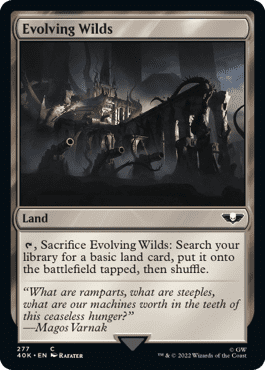 Evolving Wilds
Land
, Sacrifice Evolving Wilds: Search your
library for a basic land card, put it onto
the battlefield tapped, then shuffle.
“What are ramparts, what are steeples,
what are our machines worth in the teeth of
this ceaseless hunger?”
—Magos Varnak
277 C
40K • EN Rafater
© GW
™ & © 2022 Wizards of the Coast